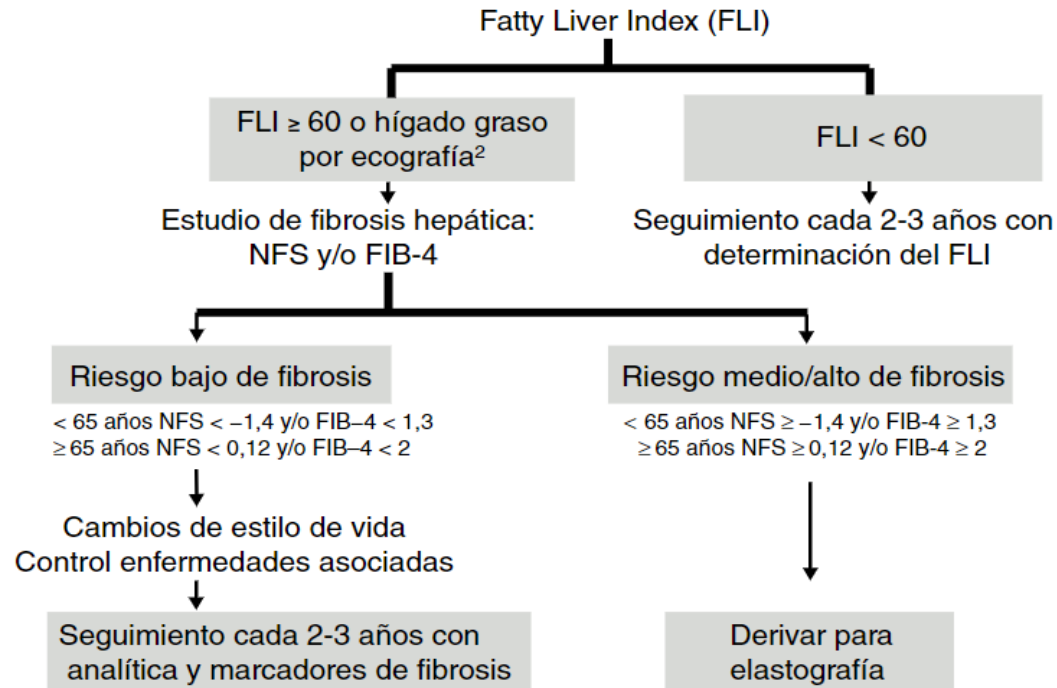 Fatty Liver Index (FLI)
FLI ≥ 60 o hígado graso
por ecografía²
FLI < 60
Estudio de fibrosis hepática:
NFS y/o FIB-4
Seguimiento cada 2-3 años con
determinación del FLI
Riesgo bajo de fibrosis
< 65 años NFS < −1,4 y/o FIB–4 < 1,3
≥ 65 años NFS < 0,12 y/o FIB–4 < 2
Riesgo medio/alto de fibrosis
< 65 años NFS ≥ −1,4 y/o FIB-4 ≥ 1,3
≥ 65 años NFS ≥ 0,12 y/o FIB-4 ≥ 2
Cambios de estilo de vida
Control enfermedades asociadas
Seguimiento cada 2-3 años con
analítica y marcadores de fibrosis
Derivar para
elastografía